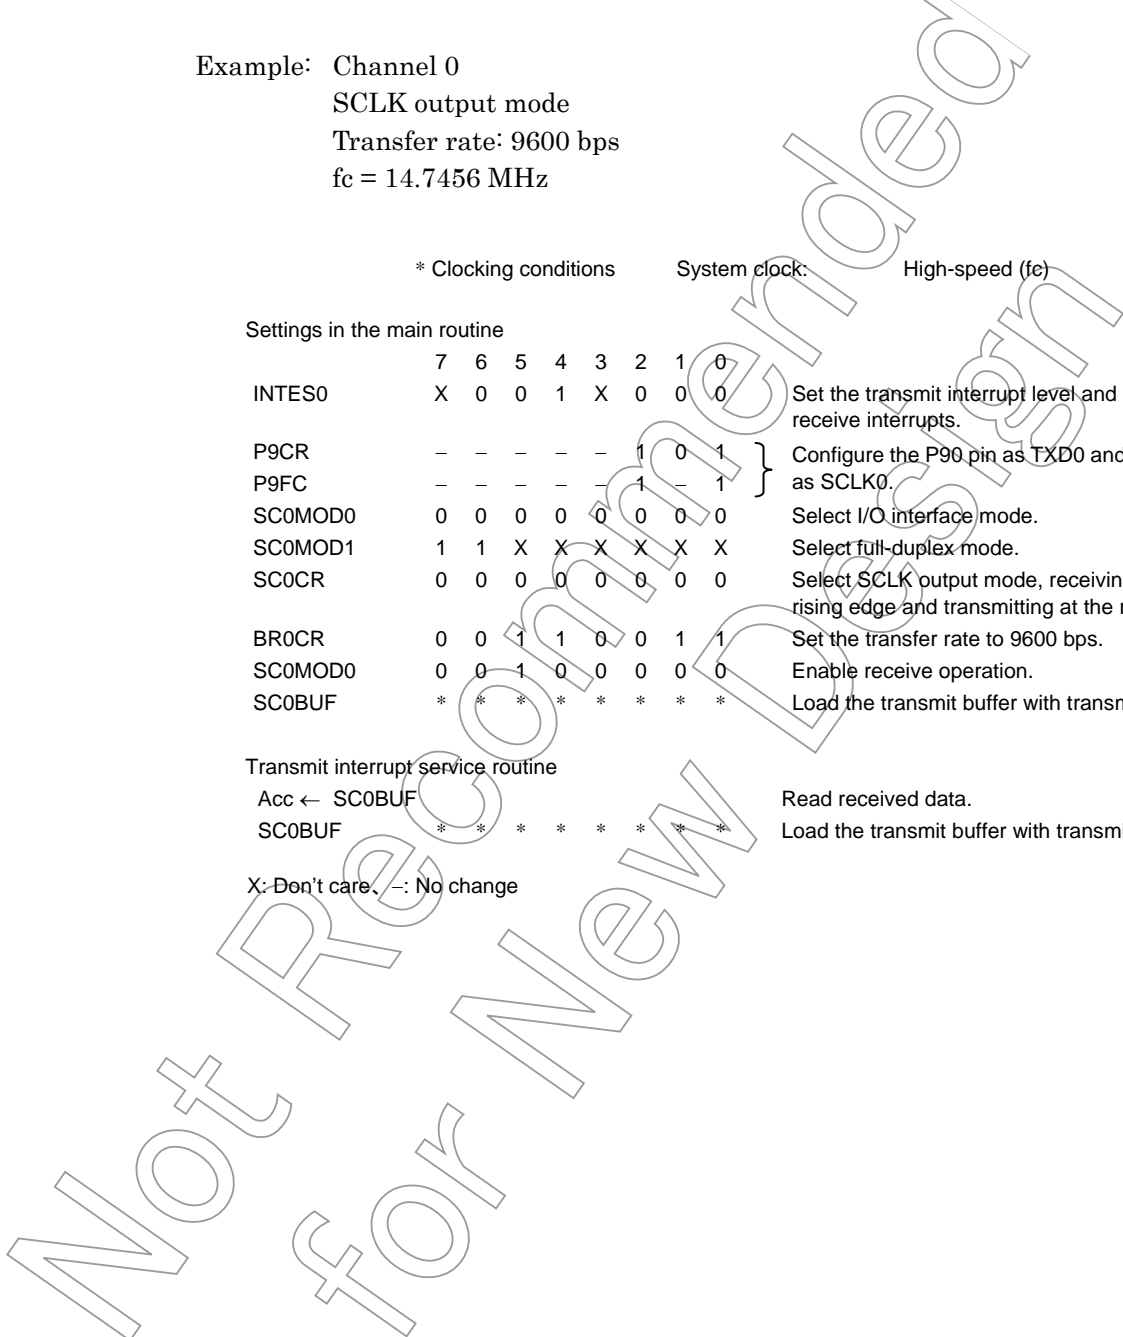 Example: Channel 0
SCLK output mode
Transfer rate: 9600 bps
fc = 14.7456 MHz
* Clocking conditions System clock: High-speed (fc)
Settings in the main routine
7 6 5 4 3 2 1 0
INTES0 X 0 0 1 X 0 0 0 Set the transmit interrupt level and
receive interrupts.
P9CR – – – – – 1 0 1 Configure the P90 pin as TXD0 and
P9FC – – – – – 1 – 1 as SCLK0.
SC0MOD0 0 0 0 0 0 0 0 0 Select I/O interface mode.
SC0MOD1 1 1 X X X X X X Select full-duplex mode.
SC0CR 0 0 0 0 0 0 0 0 Select SCLK output mode, receivin
rising edge and transmitting at the
BR0CR 0 0 1 1 0 0 1 1 Set the transfer rate to 9600 bps.
SC0MOD0 0 0 1 0 0 0 0 0 Enable receive operation.
SC0BUF * * * * * * * * Load the transmit buffer with transm
Transmit interrupt service routine
Acc ← SC0BUF Read received data.
SC0BUF * * * * * * * * Load the transmit buffer with transmi
X: Don't care、–: No change
Not Recommended
for New Design